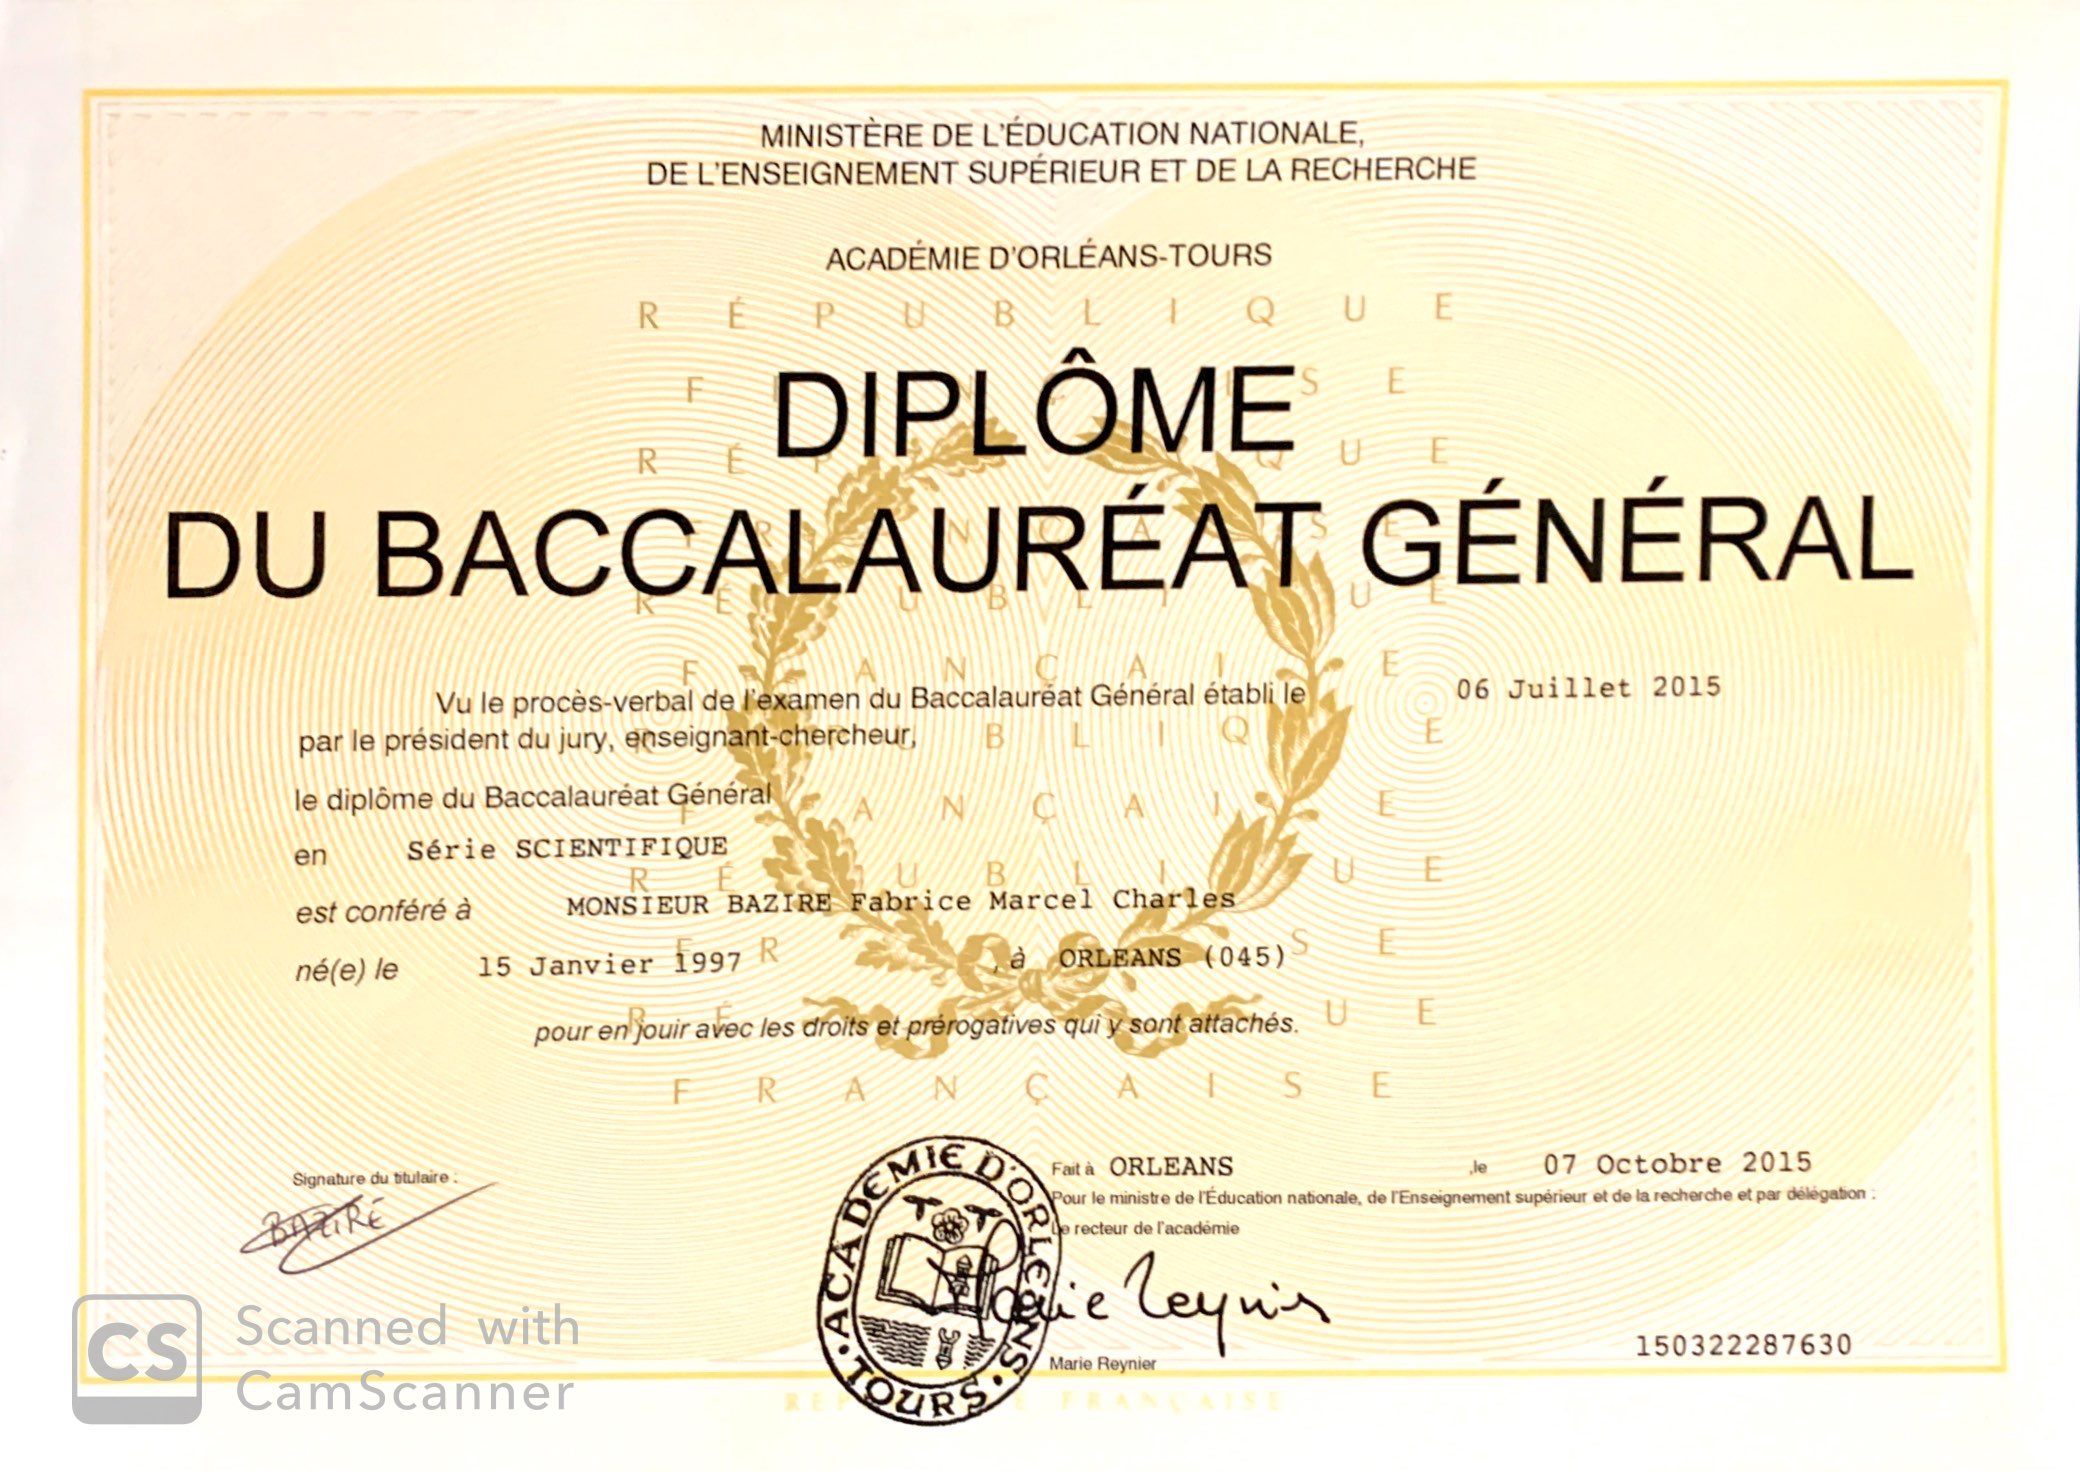 MINISTÈRE DE L'ÉDUCATION NATIONALE,
DE L'ENSEIGNEMENT SUPÉRIEUR ET DE LA RECHERCHE
ACADÉMIE D'ORLÉANS-TOURS
RÉPUBLIQUE
DIPLÔME
DU BACCALAURÉAT GÉNÉRAL
Vu le procès-verbal de l'examen du Baccalauréat Général établi le 06 Juillet 2015
par le président du jury, enseignant-chercheur,
le diplôme du Baccalauréat Général
en Série SCIENTIFIQUE
est conféré à MONSIEUR BAZIRE Fabrice Marcel Charles
né(e) le 15 Janvier 1997 , à ORLEANS (045)
pour en jouir avec les droits et prérogatives qui y sont attachés.
FRANÇAISE
Signature du titulaire :
BAZIRE
ACADEMIE D'ORLEANS · TOURS ·
Fait à ORLEANS ,le 07 Octobre 2015
Pour le ministre de l'Éducation nationale, de l'Enseignement supérieur et de la recherche et par délégation :
Le recteur de l'académie
Marie Reynier
Marie Reynier
150322287630
CS Scanned with
CamScanner